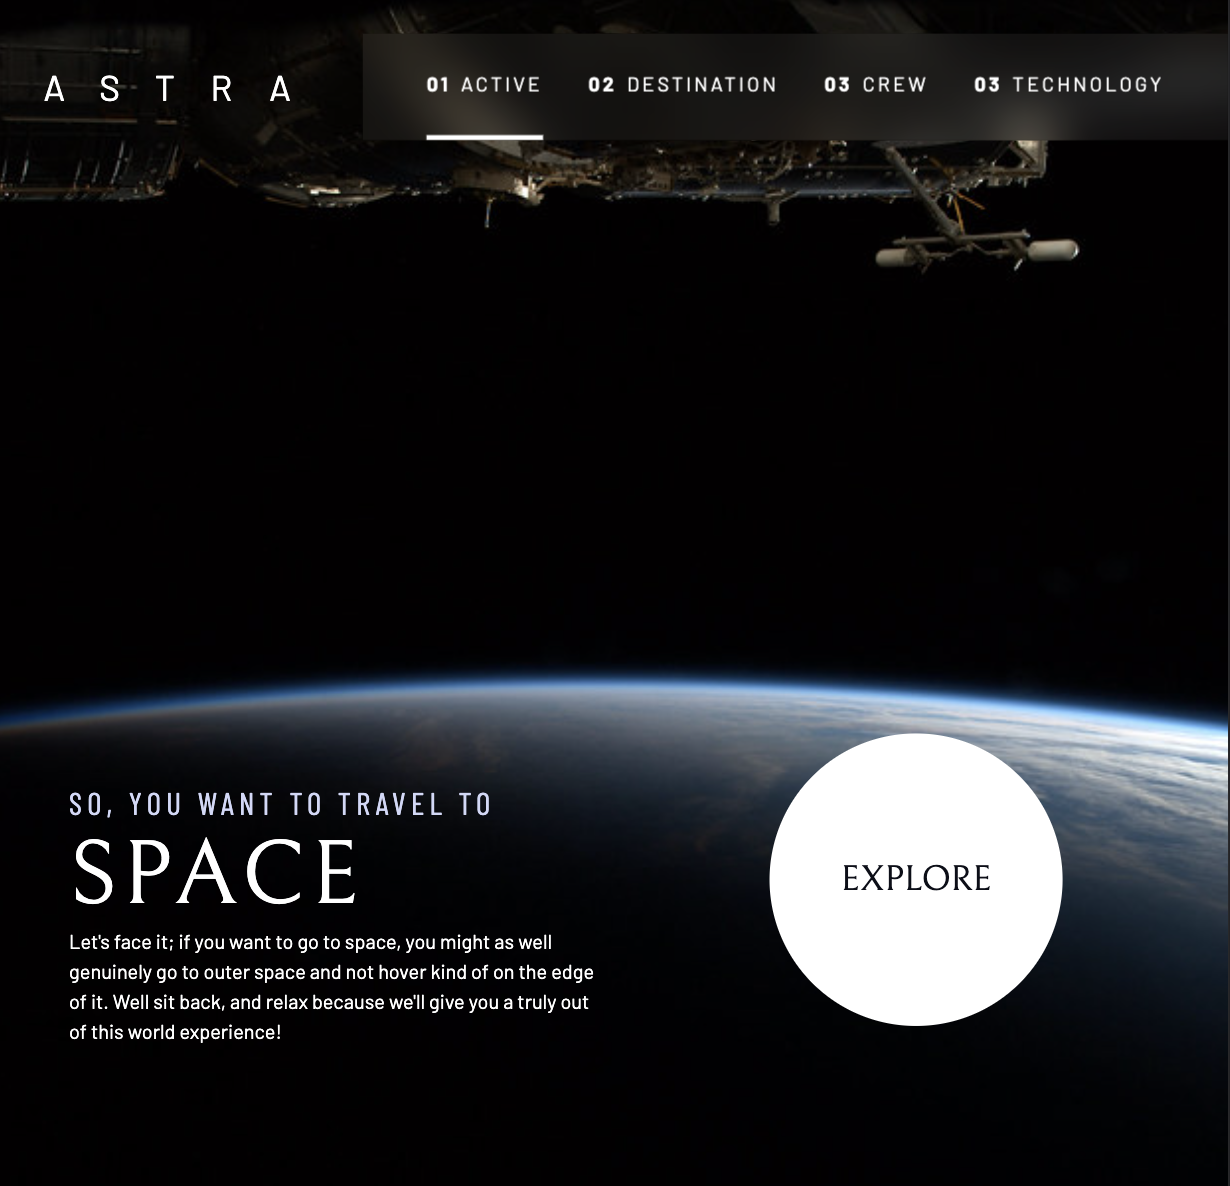 A S T R A
01 ACTIVE 02 DESTINATION 03 CREW 03 TECHNOLOGY
SO, YOU WANT TO TRAVEL TO
SPACE
Let's face it; if you want to go to space, you might as well
genuinely go to outer space and not hover kind of on the edge
of it. Well sit back, and relax because we'll give you a truly out
of this world experience!
EXPLORE